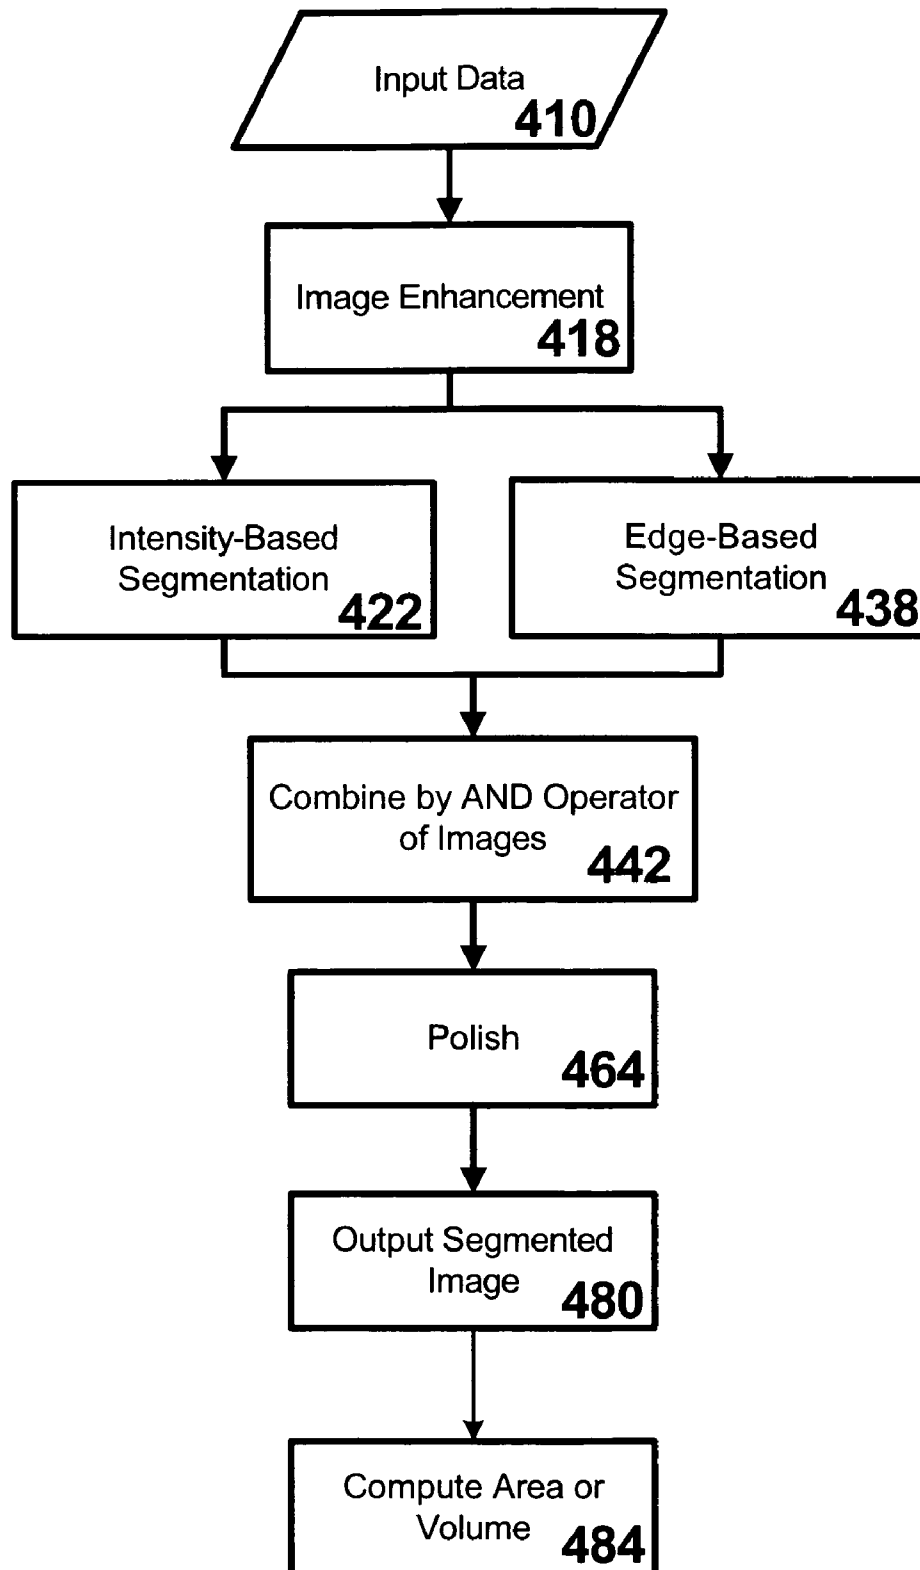 Input Data
410
Image Enhancement
418
Intensity-Based
Segmentation
422
Edge-Based
Segmentation
438
Combine by AND Operator
of Images
442
Polish
464
Output Segmented
Image
480
Compute Area or
Volume
484